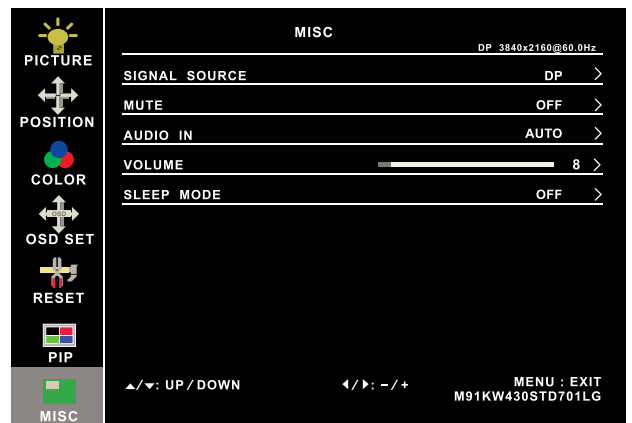 PICTURE
POSITION
COLOR
OSD
OSD SET
RESET
PIP
MISC
MISC
DP 3840x2160@60.0Hz
SIGNAL SOURCE DP >
MUTE OFF >
AUDIO IN AUTO >
VOLUME 8 >
SLEEP MODE OFF >
▲/▼: UP/DOWN ◀/▶: −/+ MENU : EXIT
M91KW430STD701LG